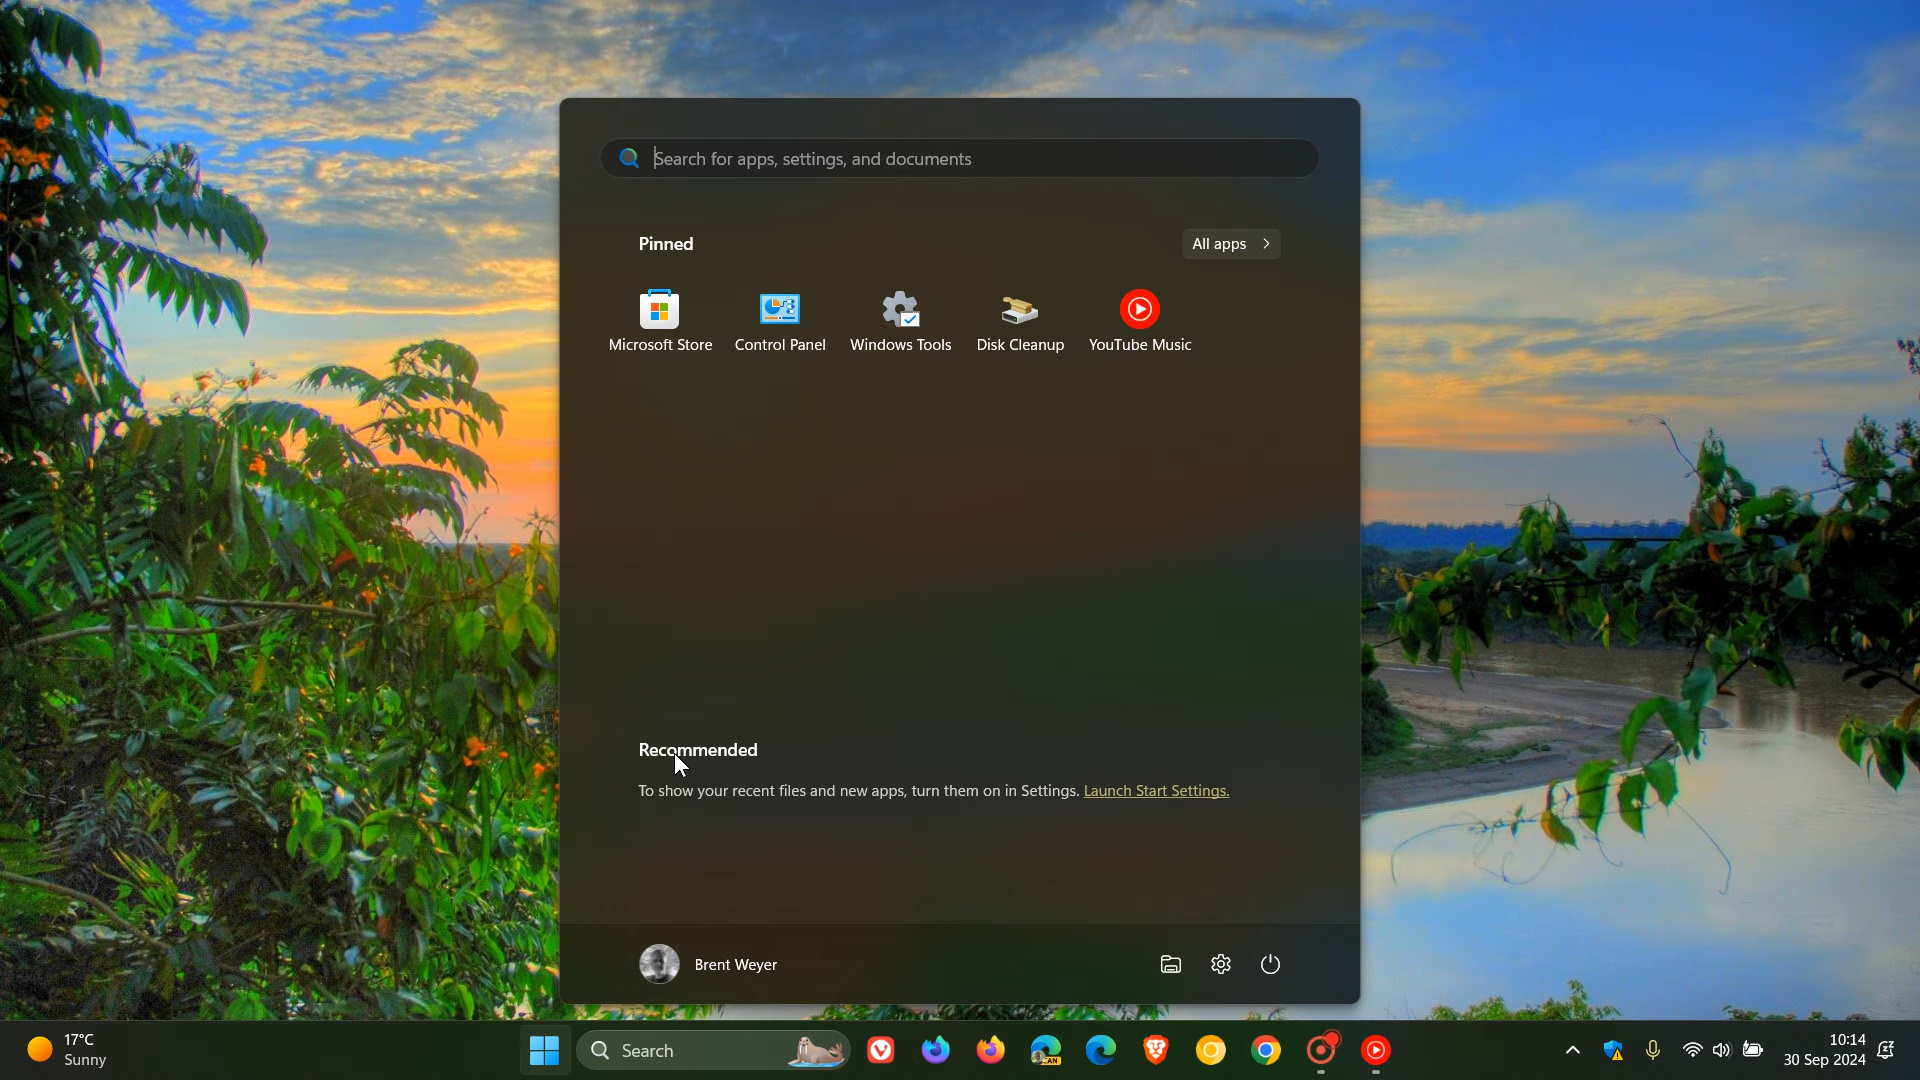 Search for apps, settings, and documents
Pinned
All apps
Microsoft Store
Control Panel
Windows Tools
Disk Cleanup
YouTube Music
Recommended
To show your recent files and new apps, turn them on in Settings. Launch Start Settings.
Brent Weyer
17°C
Sunny
Search
CAN
10:14
30 Sep 2024